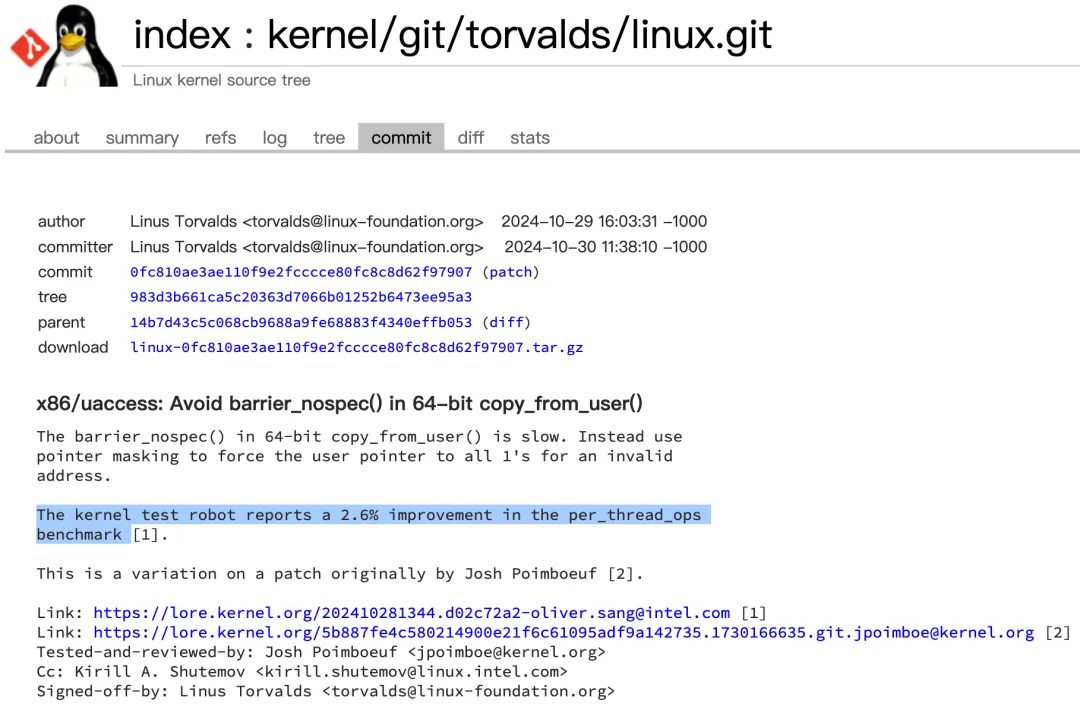 index : kernel/git/torvalds/linux.git
Linux kernel source tree
about summary refs log tree commit diff stats
author Linus Torvalds <torvalds@linux-foundation.org> 2024-10-29 16:03:31 -1000
committer Linus Torvalds <torvalds@linux-foundation.org> 2024-10-30 11:38:10 -1000
commit 0fc810ae3ae110f9e2fcccce80fc8c8d62f97907 (patch)
tree 983d3b661ca5c20363d7066b01252b6473ee95a3
parent 14b7d43c5c068cb9688a9fe68883f4340effb053 (diff)
download linux-0fc810ae3ae110f9e2fcccce80fc8c8d62f97907.tar.gz
x86/uaccess: Avoid barrier_nospec() in 64-bit copy_from_user()
The barrier_nospec() in 64-bit copy_from_user() is slow. Instead use
pointer masking to force the user pointer to all 1's for an invalid
address.
The kernel test robot reports a 2.6% improvement in the per_thread_ops
benchmark [1].
This is a variation on a patch originally by Josh Poimboeuf [2].
Link: https://lore.kernel.org/202410281344.d02c72a2-oliver.sang@intel.com [1]
Link: https://lore.kernel.org/5b887fe4c580214900e21f6c61095adf9a142735.1730166635.git.jpoimboe@kernel.org [2]
Tested-and-reviewed-by: Josh Poimboeuf <jpoimboe@kernel.org>
Cc: Kirill A. Shutemov <kirill.shutemov@linux.intel.com>
Signed-off-by: Linus Torvalds <torvalds@linux-foundation.org>